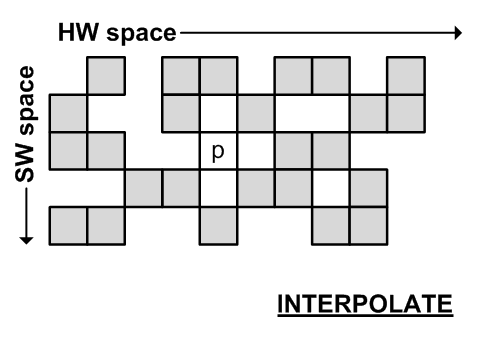 HW space
SW space
p
INTERPOLATE